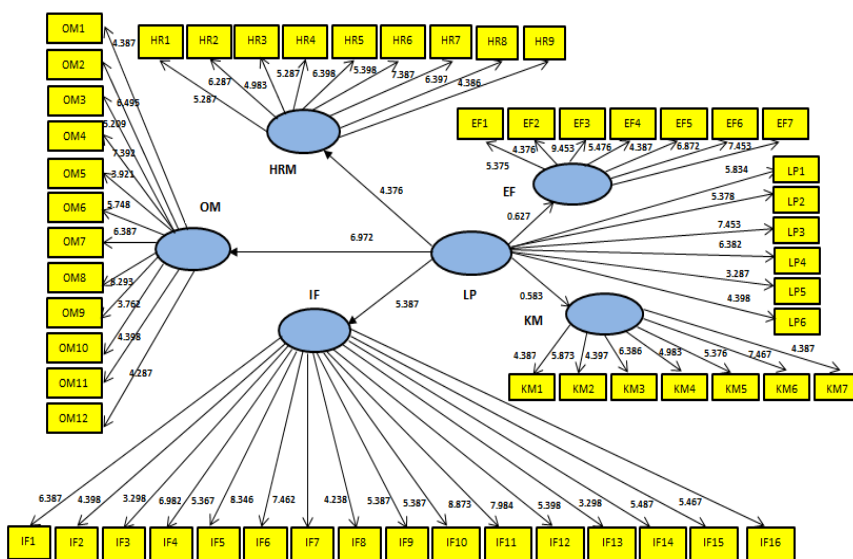 OM1
OM2
OM3
OM4
OM5
OM6
OM7
OM8
OM9
OM10
OM11
OM12
4.387
6.495
5.209
7.392
3.921
5.748
6.387
8.293
3.762
4.398
4.287
OM
HR1 HR2 HR3 HR4 HR5 HR6 HR7 HR8 HR9
5.287 6.287 4.983 5.287 6.398 5.398 7.387 6.397 4.386
HRM
4.376
6.972
5.387
0.627
0.583
LP
EF1 EF2 EF3 EF4 EF5 EF6 EF7
5.375 4.376 9.453 5.476 4.387 6.872 7.453
EF
5.834 LP1
5.378 LP2
7.453 LP3
6.382 LP4
3.287 LP5
4.398 LP6
KM
4.387 5.873 4.397 6.386 4.983 5.376 7.467 4.387
KM1 KM2 KM3 KM4 KM5 KM6 KM7
IF
6.387 4.398 3.298 6.982 5.367 8.346 7.462 4.238 5.387 5.387 8.873 7.984 5.398 3.298 5.487 5.467
IF1 IF2 IF3 IF4 IF5 IF6 IF7 IF8 IF9 IF10 IF11 IF12 IF13 IF14 IF15 IF16